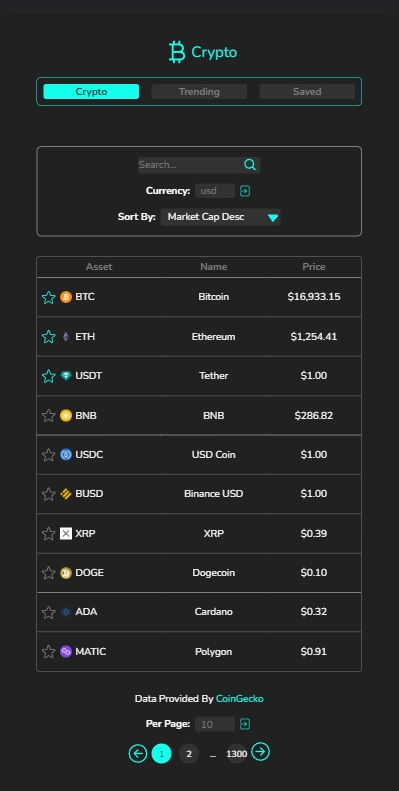 Crypto
Crypto Trending Saved
Search...
Currency: usd
Sort By: Market Cap Desc
Asset Name Price
BTC Bitcoin $16,933.15
ETH Ethereum $1,254.41
USDT Tether $1.00
BNB BNB $286.82
USDC USD Coin $1.00
BUSD Binance USD $1.00
XRP XRP $0.39
DOGE Dogecoin $0.10
ADA Cardano $0.32
MATIC Polygon $0.91
Data Provided By CoinGecko
Per Page: 10
1 2 ... 1300